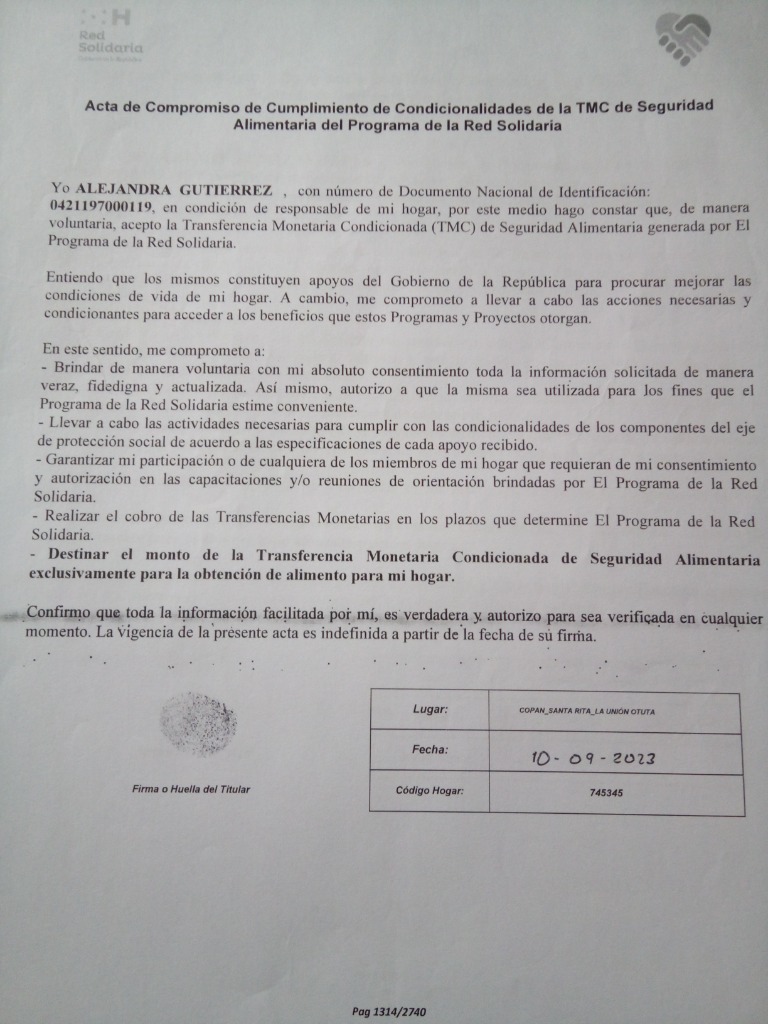 H
Red
Solidaria
Acta de Compromiso de Cumplimiento de Condicionalidades de la TMC de Seguridad
Alimentaria del Programa de la Red Solidaria
Yo ALEJANDRA GUTIERREZ , con número de Documento Nacional de Identificación:
0421197000119, en condición de responsable de mi hogar, por este medio hago constar que, de manera
voluntaria, acepto la Transferencia Monetaria Condicionada (TMC) de Seguridad Alimentaria generada por El
Programa de la Red Solidaria.
Entiendo que los mismos constituyen apoyos del Gobierno de la República para procurar mejorar las
condiciones de vida de mi hogar. A cambio, me comprometo a llevar a cabo las acciones necesarias y
condicionantes para acceder a los beneficios que estos Programas y Proyectos otorgan.
En este sentido, me comprometo a:
- Brindar de manera voluntaria con mi absoluto consentimiento toda la información solicitada de manera
veraz, fidedigna y actualizada. Así mismo, autorizo a que la misma sea utilizada para los fines que el
Programa de la Red Solidaria estime conveniente.
- Llevar a cabo las actividades necesarias para cumplir con las condicionalidades de los componentes del eje
de protección social de acuerdo a las especificaciones de cada apoyo recibido.
- Garantizar mi participación o de cualquiera de los miembros de mi hogar que requieran de mi consentimiento
y autorización en las capacitaciones y/o reuniones de orientación brindadas por El Programa de la Red
Solidaria.
- Realizar el cobro de las Transferencias Monetarias en los plazos que determine El Programa de la Red
Solidaria.
- Destinar el monto de la Transferencia Monetaria Condicionada de Seguridad Alimentaria
exclusivamente para la obtención de alimento para mi hogar.
Confirmo que toda la información facilitada por mí, es verdadera y autorizo para sea verificada en cualquier
momento. La vigencia de la presente acta es indefinida a partir de la fecha de su firma.
Lugar: COPAN_SANTA RITA_LA UNIÓN OTUTA
Fecha: 10-09-2023
Firma o Huella del Titular
Código Hogar: 745345
Pag 1314/2740